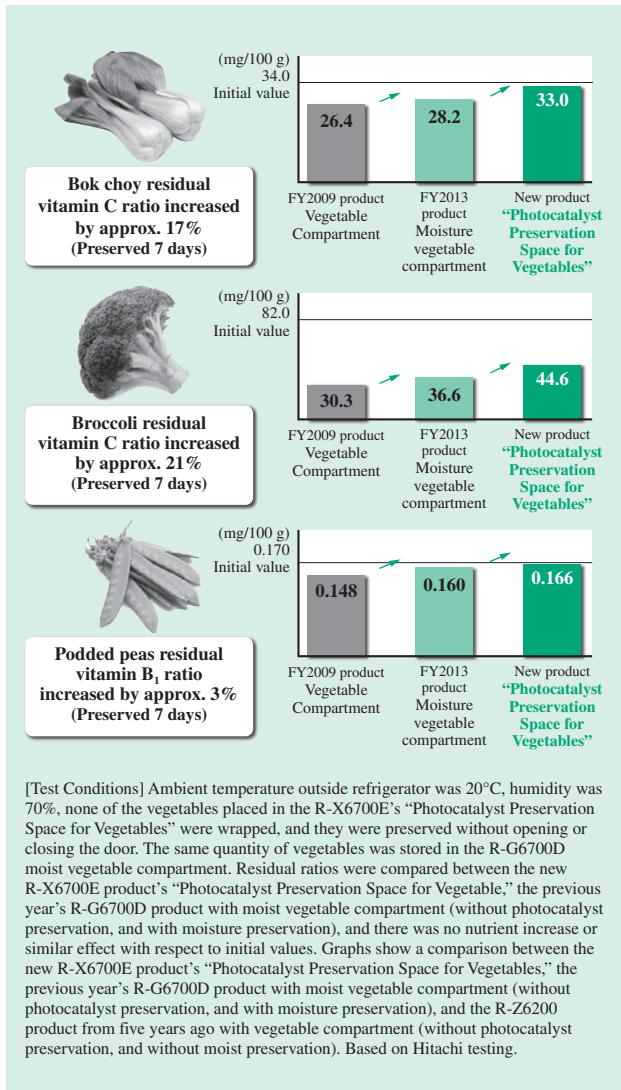 (mg/100 g)
34.0
Initial value
26.4
28.2
33.0
Bok choy residual
vitamin C ratio increased
by approx. 17%
(Preserved 7 days)
FY2009 product
Vegetable
Compartment
FY2013
product
Moisture
vegetable
compartment
New product
“Photocatalyst
Preservation
Space for
Vegetables”
(mg/100 g)
82.0
Initial value
30.3
36.6
44.6
Broccoli residual
vitamin C ratio increased
by approx. 21%
(Preserved 7 days)
FY2009 product
Vegetable
Compartment
FY2013
product
Moisture
vegetable
compartment
New product
“Photocatalyst
Preservation
Space for
Vegetables”
(mg/100 g)
0.170
Initial value
0.148
0.160
0.166
Podded peas residual
vitamin B₁ ratio
increased by approx. 3%
(Preserved 7 days)
FY2009 product
Vegetable
Compartment
FY2013
product
Moisture
vegetable
compartment
New product
“Photocatalyst
Preservation
Space for
Vegetables”
[Test Conditions] Ambient temperature outside refrigerator was 20°C, humidity was
70%, none of the vegetables placed in the R-X6700E’s “Photocatalyst Preservation
Space for Vegetables” were wrapped, and they were preserved without opening or
closing the door. The same quantity of vegetables was stored in the R-G6700D
moist vegetable compartment. Residual ratios were compared between the new
R-X6700E product’s “Photocatalyst Preservation Space for Vegetable,” the previous
year’s R-G6700D product with moist vegetable compartment (without photocatalyst
preservation, and with moisture preservation), and there was no nutrient increase or
similar effect with respect to initial values. Graphs show a comparison between the
new R-X6700E product’s “Photocatalyst Preservation Space for Vegetables,” the
previous year’s R-G6700D product with moist vegetable compartment (without
photocatalyst preservation, and with moisture preservation), and the R-Z6200
product from five years ago with vegetable compartment (without photocatalyst
preservation, and without moist preservation). Based on Hitachi testing.